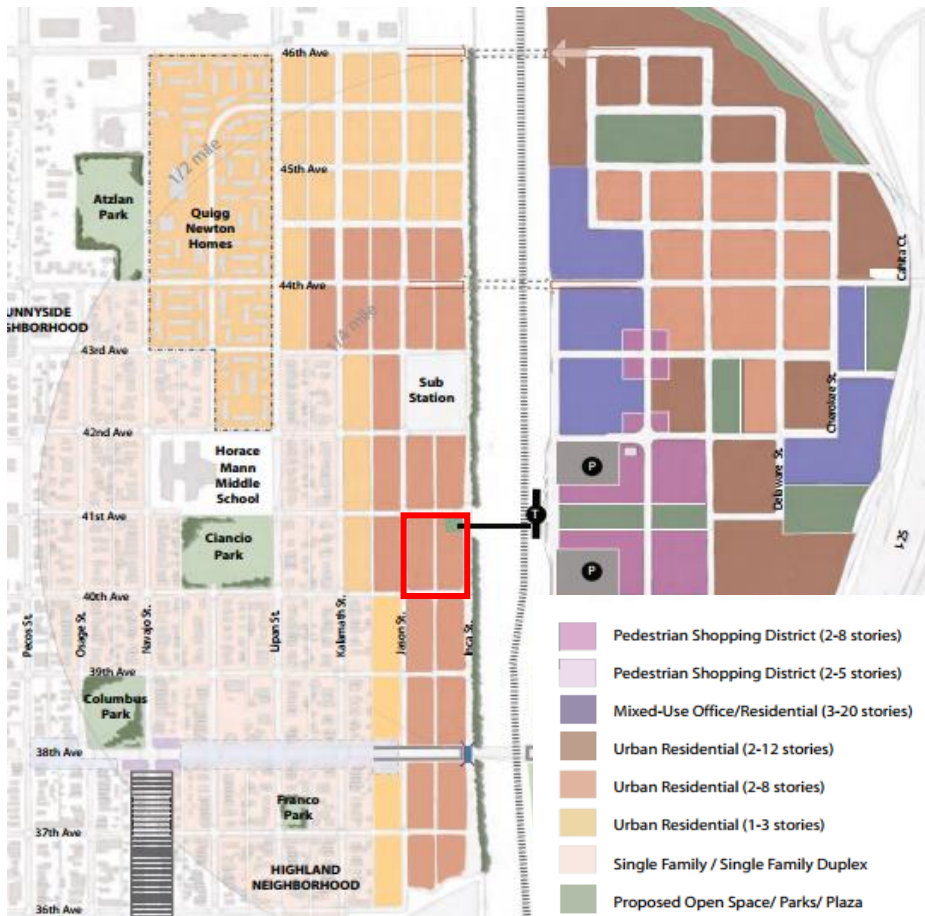 46th Ave
1/2 mile
45th Ave
Atzlan
Park
Quigg
Newton
Homes
Cahita Ct.
44th Ave
UNNYSIDE
GHBORHOOD
1/4 mile
43rd Ave
Sub
Station
Cherokee St.
42nd Ave
Horace
Mann
Middle
School
P
Delaware St.
41st Ave
T
Ciancio
Park
I-25
P
40th Ave
Pecos St.
Osage St.
Navajo St.
Lipan St.
Kalamath St.
Jason St.
Inca St.
39th Ave
Columbus
Park
38th Ave
Franco
Park
37th Ave
HIGHLAND
NEIGHBORHOOD
36th Ave
Pedestrian Shopping District (2-8 stories)
Pedestrian Shopping District (2-5 stories)
Mixed-Use Office/Residential (3-20 stories)
Urban Residential (2-12 stories)
Urban Residential (2-8 stories)
Urban Residential (1-3 stories)
Single Family / Single Family Duplex
Proposed Open Space/ Parks/ Plaza